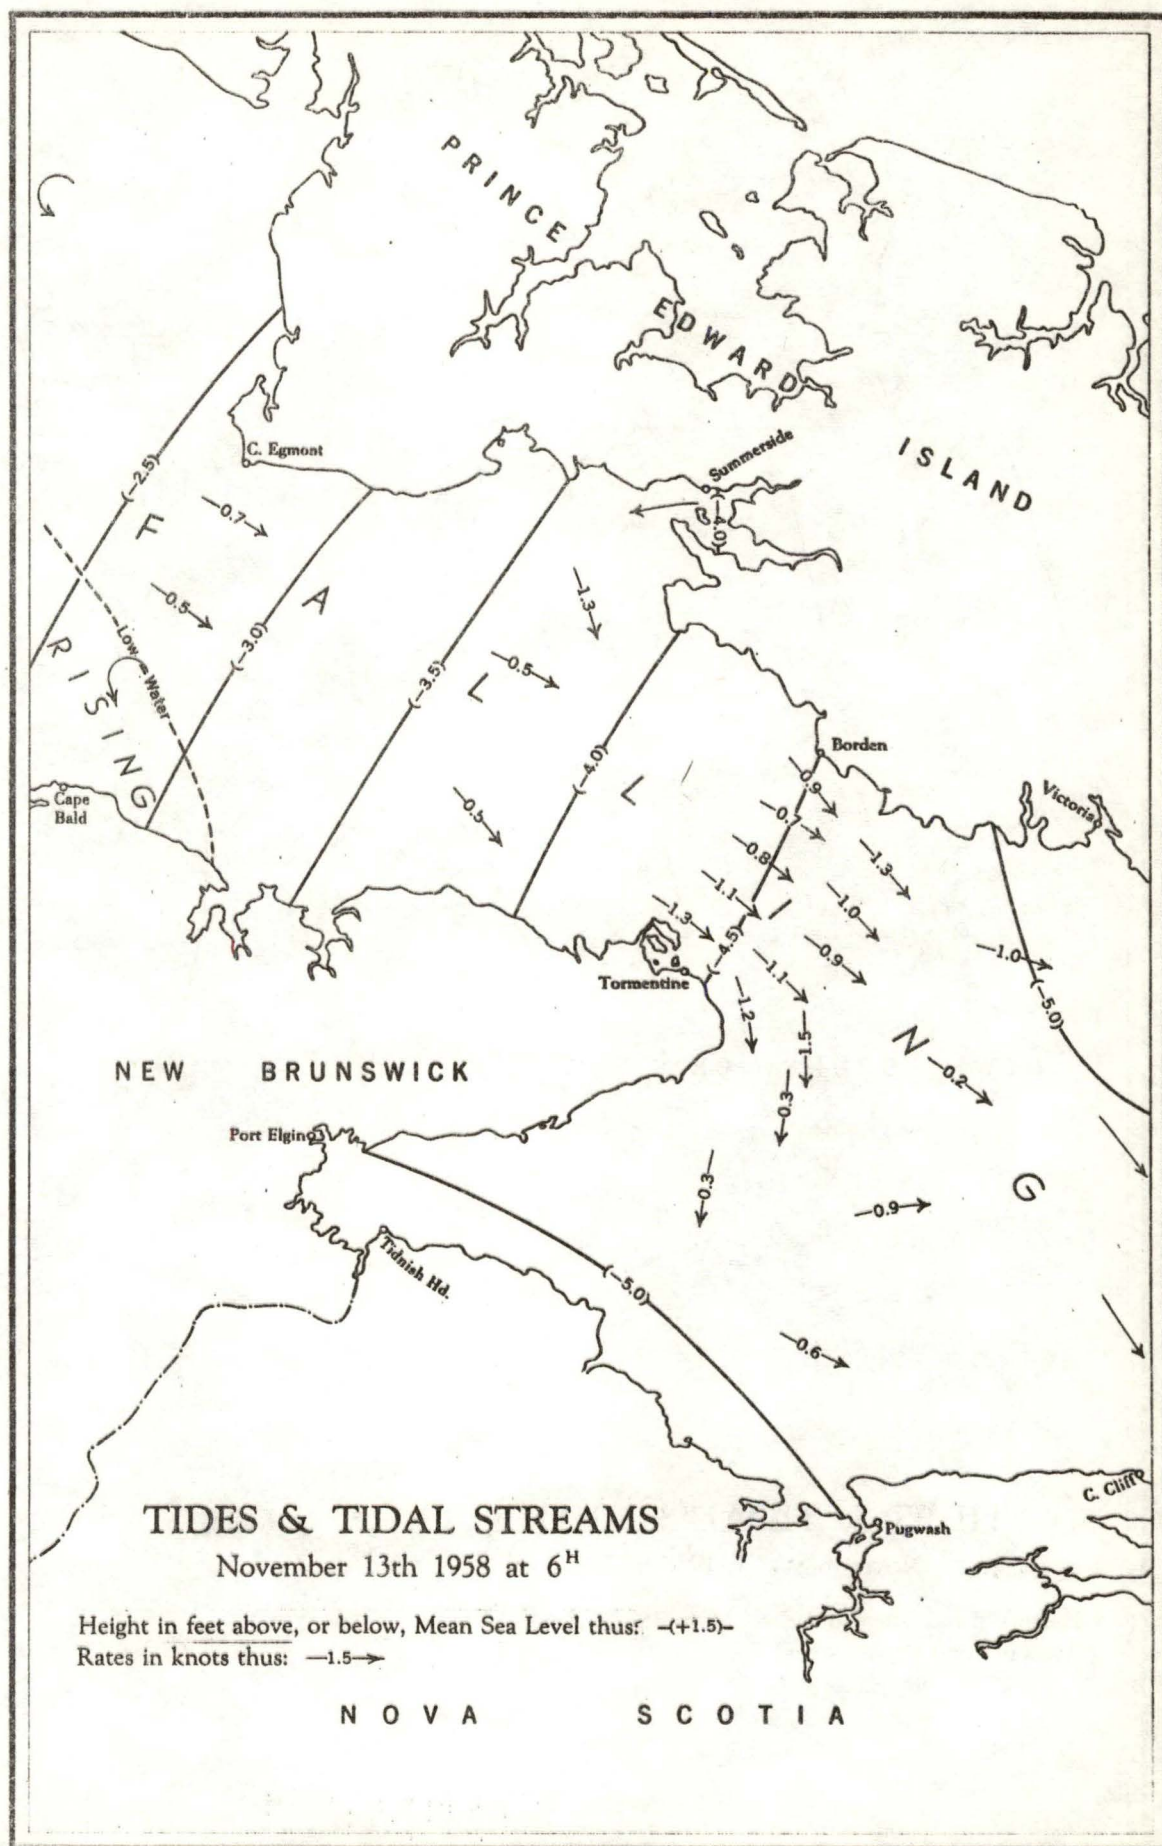 PRINCE
EDWARD
ISLAND
C. Egmont
Summerside
(-2.5)
-0.7
(-4.0)
F
A
-0.5
-1.3
Low Water
(-3.0)
RISING
(-3.5)
-0.5
L
(-4.0)
L
Borden
Victoria
Cape
Bald
-0.5
-0.9
-0.7
-0.8
-1.3
-1.1
-1.0
-1.3
I
(-4.5)
-0.9
-1.0
-1.1
Tormentine
-1.2
(-5.0)
-1.5
N
-0.2
NEW BRUNSWICK
-0.3
Port Elgin
-0.3
G
-0.9
Tidnish Hd.
(-5.0)
-0.6
C. Cliff
Pugwash
TIDES & TIDAL STREAMS
November 13th 1958 at 6H
Height in feet above, or below, Mean Sea Level thus: -(+1.5)-
Rates in knots thus: —1.5→
NOVA SCOTIA